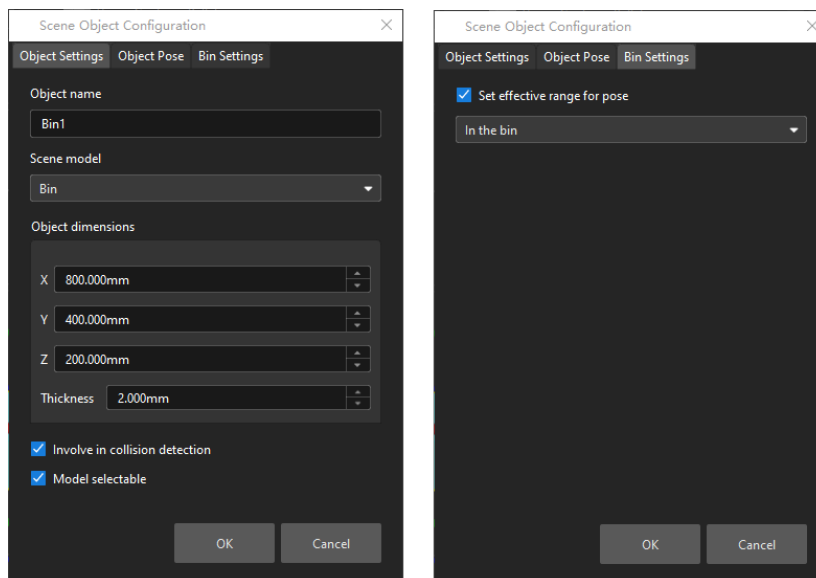 Scene Object Configuration
Object Settings Object Pose Bin Settings
Object name
Bin1
Scene model
Bin
Object dimensions
X 800.000mm
Y 400.000mm
Z 200.000mm
Thickness 2.000mm
Involve in collision detection
Model selectable
OK Cancel
Scene Object Configuration
Object Settings Object Pose Bin Settings
Set effective range for pose
In the bin
OK Cancel